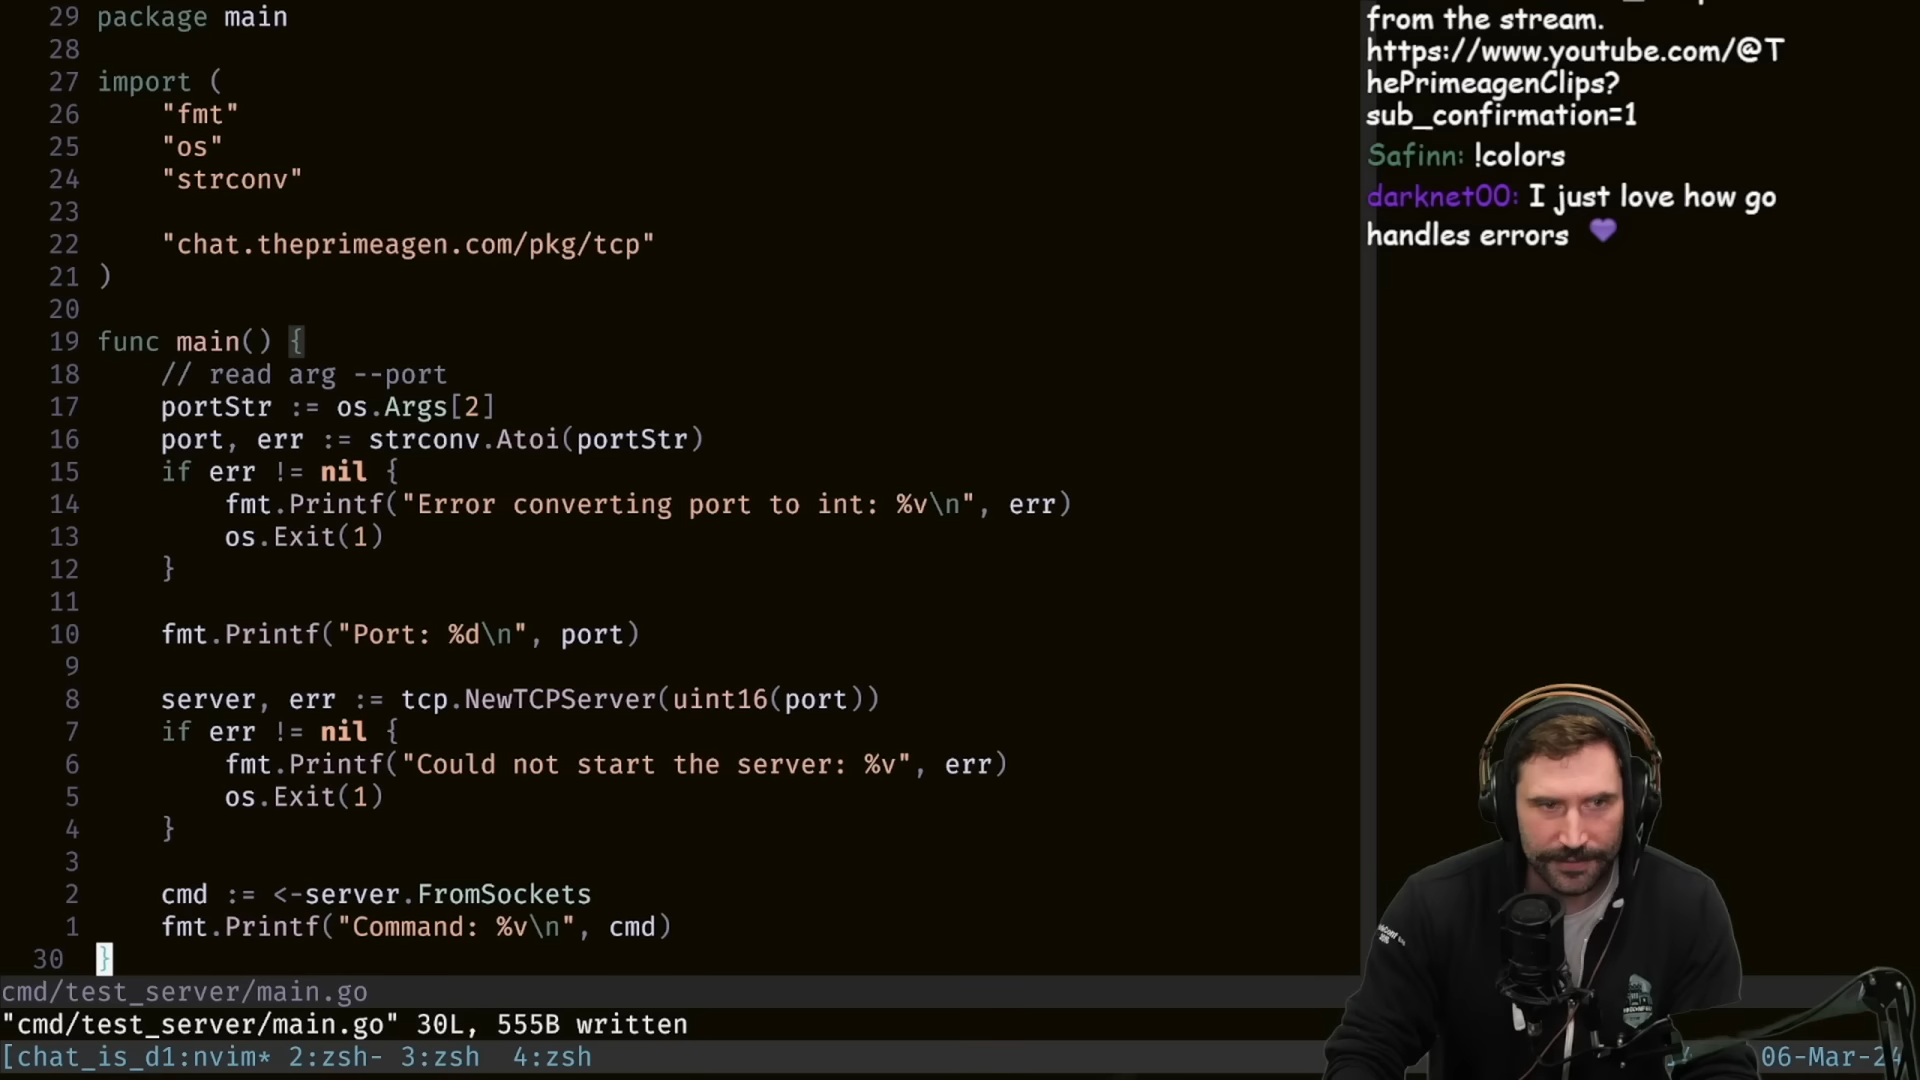 29 package main
28
27 import (
26 "fmt"
25 "os"
24 "strconv"
23
22 "chat.theprimeagen.com/pkg/tcp"
21 )
20
19 func main() {
18 // read arg --port
17 portStr := os.Args[2]
16 port, err := strconv.Atoi(portStr)
15 if err != nil {
14 fmt.Printf("Error converting port to int: %v\n", err)
13 os.Exit(1)
12 }
11
10 fmt.Printf("Port: %d\n", port)
9
8 server, err := tcp.NewTCPServer(uint16(port))
7 if err != nil {
6 fmt.Printf("Could not start the server: %v", err)
5 os.Exit(1)
4 }
3
2 cmd := <-server.FromSockets
1 fmt.Printf("Command: %v\n", cmd)
30 }
cmd/test_server/main.go
"cmd/test_server/main.go" 30L, 555B written
[chat_is_d1:nvim* 2:zsh- 3:zsh 4:zsh
06-Mar-24
from the stream.
https://www.youtube.com/@T
hePrimeagenClips?
sub_confirmation=1
Safinn: !colors
darknet00: I just love how go
handles errors 💜